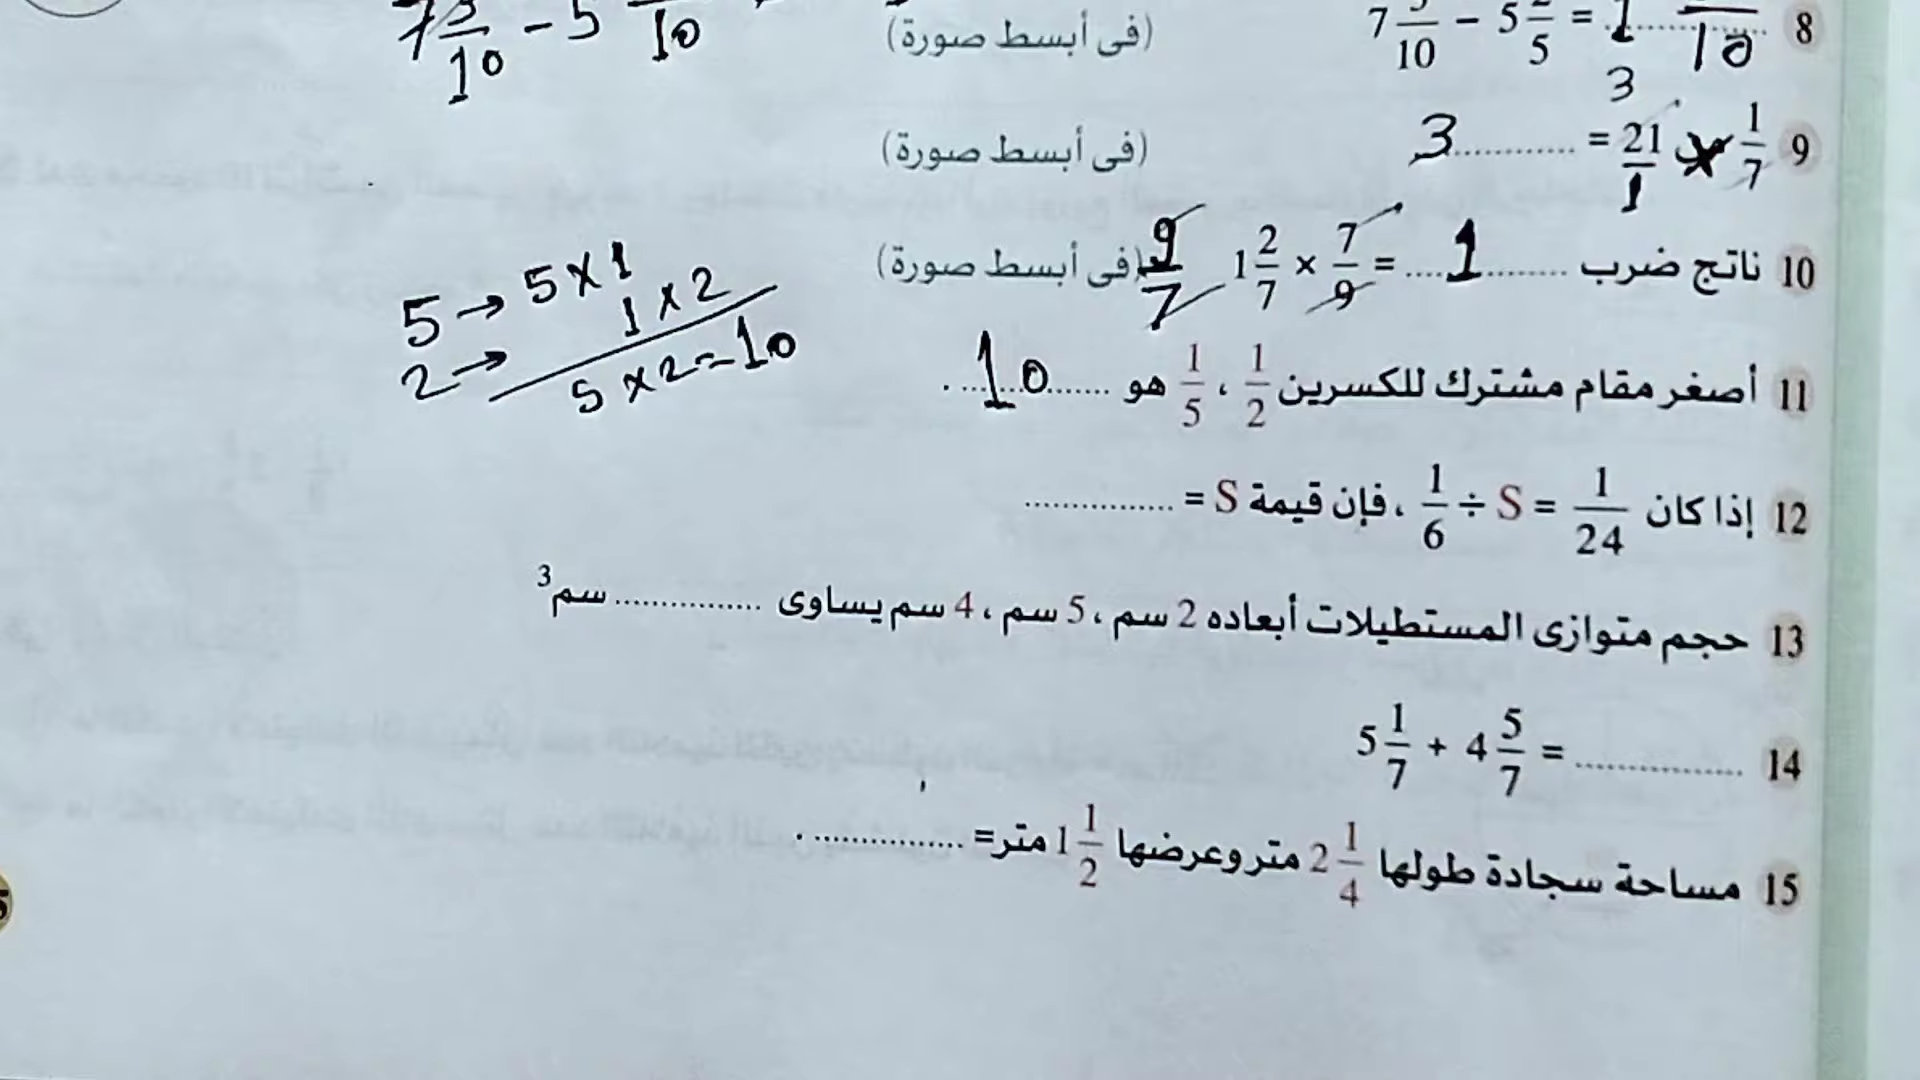 8 7 /10 − 5 /5 = 1 /10 (فى أبسط صورة) 7 3/10 − 5 /10
9 1/7 × 21/1 = 3 (فى أبسط صورة) 3
10 ناتج ضرب 1 2/7 × 7/9 = 1 (فى أبسط صورة) 9/7
5 → 5 × 1
2 → 1 × 2
5 × 2 = 10
11 أصغر مقام مشترك للكسرين 1/2 ، 1/5 هو 10 .
12 إذا كان 1/6 ÷ S = 1/24 ، فإن قيمة S = ...............
13 حجم متوازى المستطيلات أبعاده 2 سم ، 5 سم ، 4 سم يساوى ............... سم³
14 5 1/7 + 4 5/7 = ...............
15 مساحة سجادة طولها 2 1/4 متر وعرضها 1 1/2 متر = ............... .